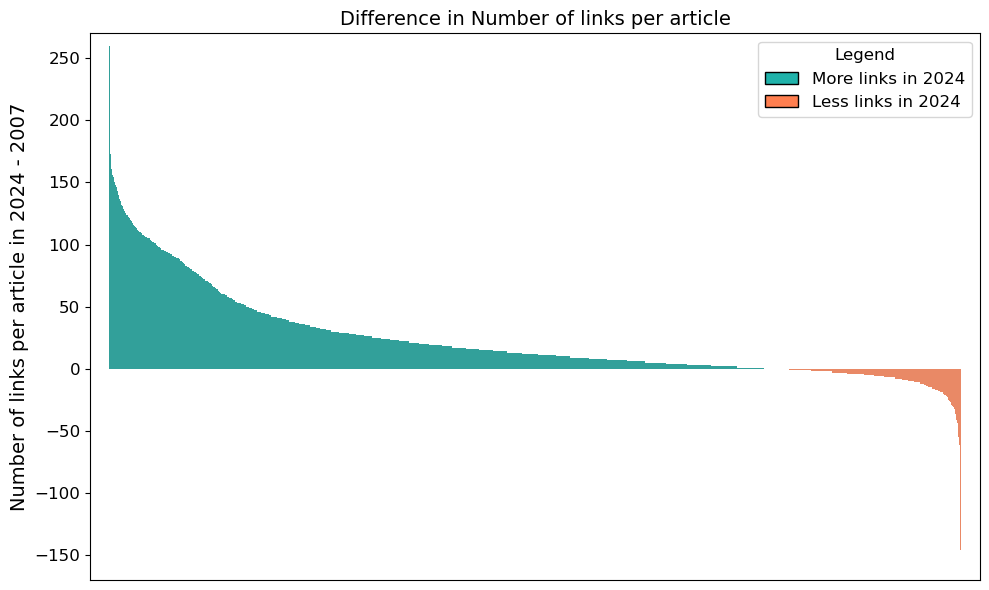 Difference in Number of links per article
Number of links per article in 2024 - 2007
250
200
150
100
50
0
−50
−100
−150
Legend
More links in 2024
Less links in 2024